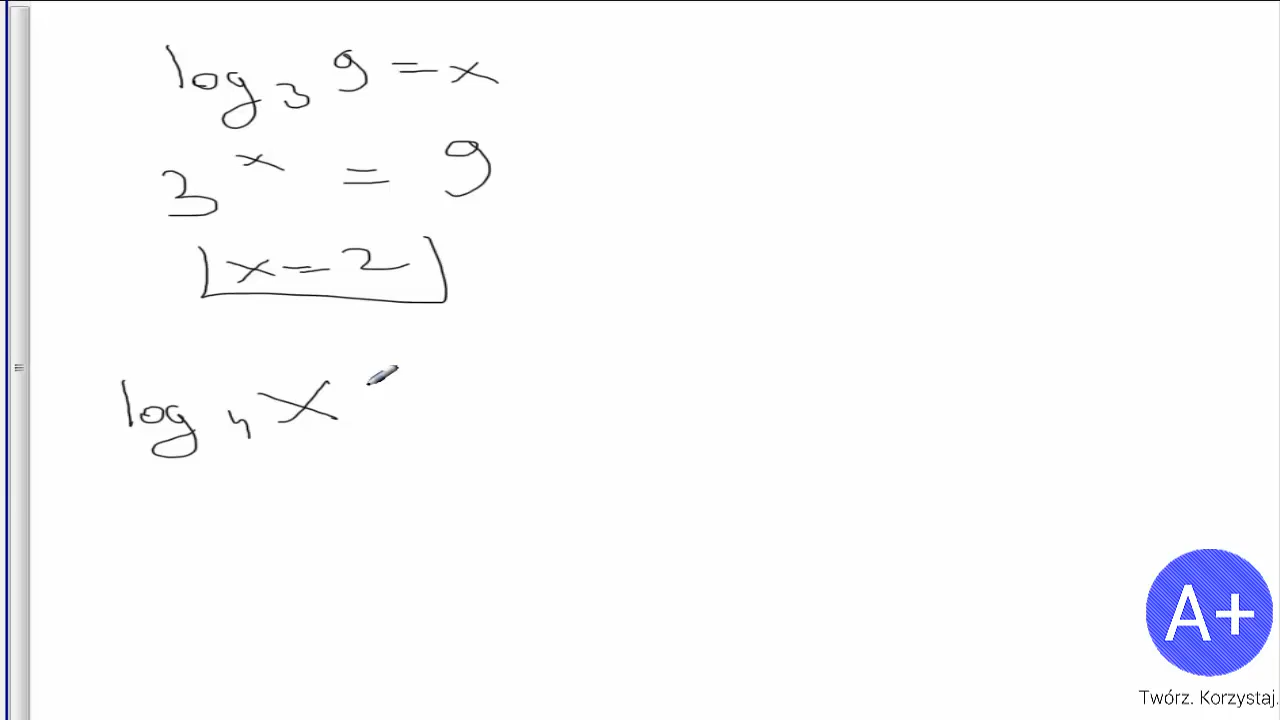 log₃ 9 = x
3ˣ = 9
x = 2
log₄ x
A+
Twórz. Korzystaj.